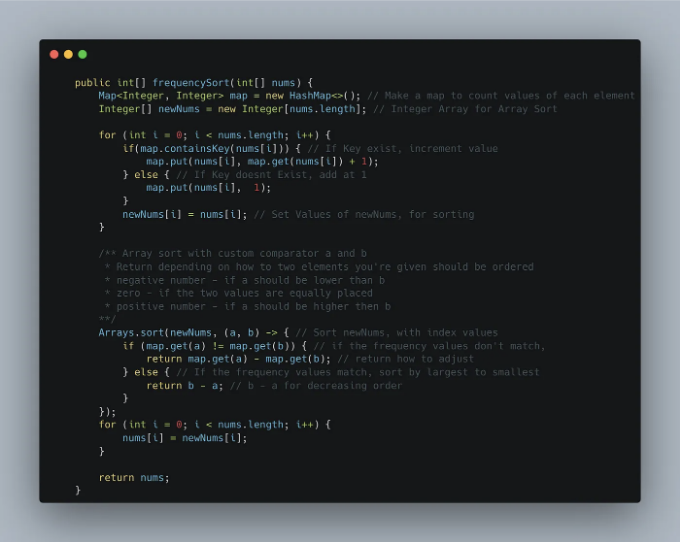 public int[] frequencySort(int[] nums) {
    Map<Integer, Integer> map = new HashMap<>(); // Make a map to count values of each element
    Integer[] newNums = new Integer[nums.length]; // Integer Array for Array Sort

    for (int i = 0; i < nums.length; i++) {
        if(map.containsKey(nums[i])) { // If Key exist, increment value
            map.put(nums[i], map.get(nums[i]) + 1);
        } else { // If Key doesnt Exist, add at 1
            map.put(nums[i],  1);
        }
        newNums[i] = nums[i]; // Set Values of newNums, for sorting
    }

    /** Array sort with custom comparator a and b
     * Return depending on how to two elements you're given should be ordered
     * negative number - if a should be lower than b
     * zero - if the two values are equally placed
     * positive number - if a should be higher then b
    **/
    Arrays.sort(newNums, (a, b) -> { // Sort newNums, with index values
        if (map.get(a) != map.get(b)) { // if the frequency values don't match,
            return map.get(a) - map.get(b); // return how to adjust
        } else { // If the frequency values match, sort by largest to smallest
            return b - a; // b - a for decreasing order
        }
    });
    for (int i = 0; i < nums.length; i++) {
        nums[i] = newNums[i];
    }

    return nums;
}